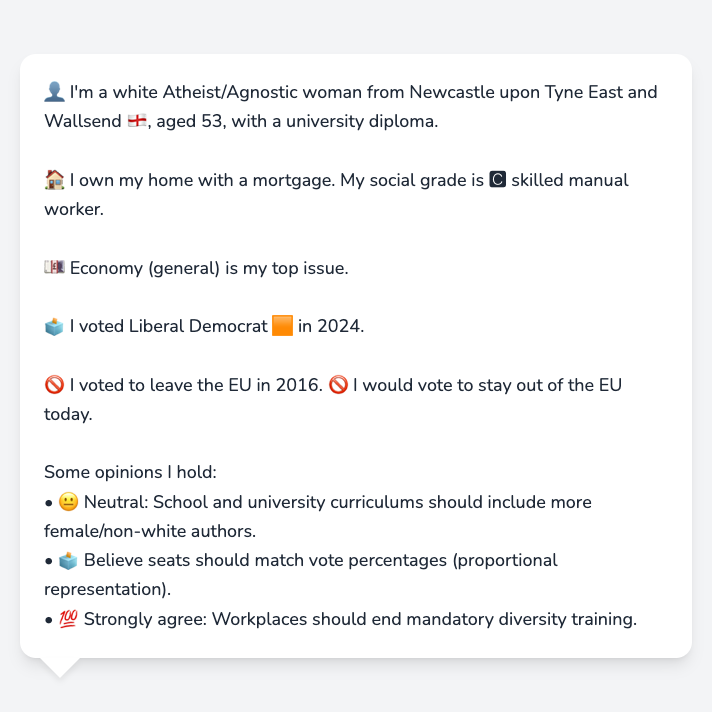 👤 I'm a white Atheist/Agnostic woman from Newcastle upon Tyne East and
Wallsend 🏴󠁧󠁢󠁥󠁮󠁧󠁿, aged 53, with a university diploma.
🏠 I own my home with a mortgage. My social grade is 🅲 skilled manual
worker.
💷 Economy (general) is my top issue.
🗳️ I voted Liberal Democrat 🟧 in 2024.
🚫 I voted to leave the EU in 2016. 🚫 I would vote to stay out of the EU
today.
Some opinions I hold:
• 😐 Neutral: School and university curriculums should include more
female/non-white authors.
• 🗳️ Believe seats should match vote percentages (proportional
representation).
• 💯 Strongly agree: Workplaces should end mandatory diversity training.